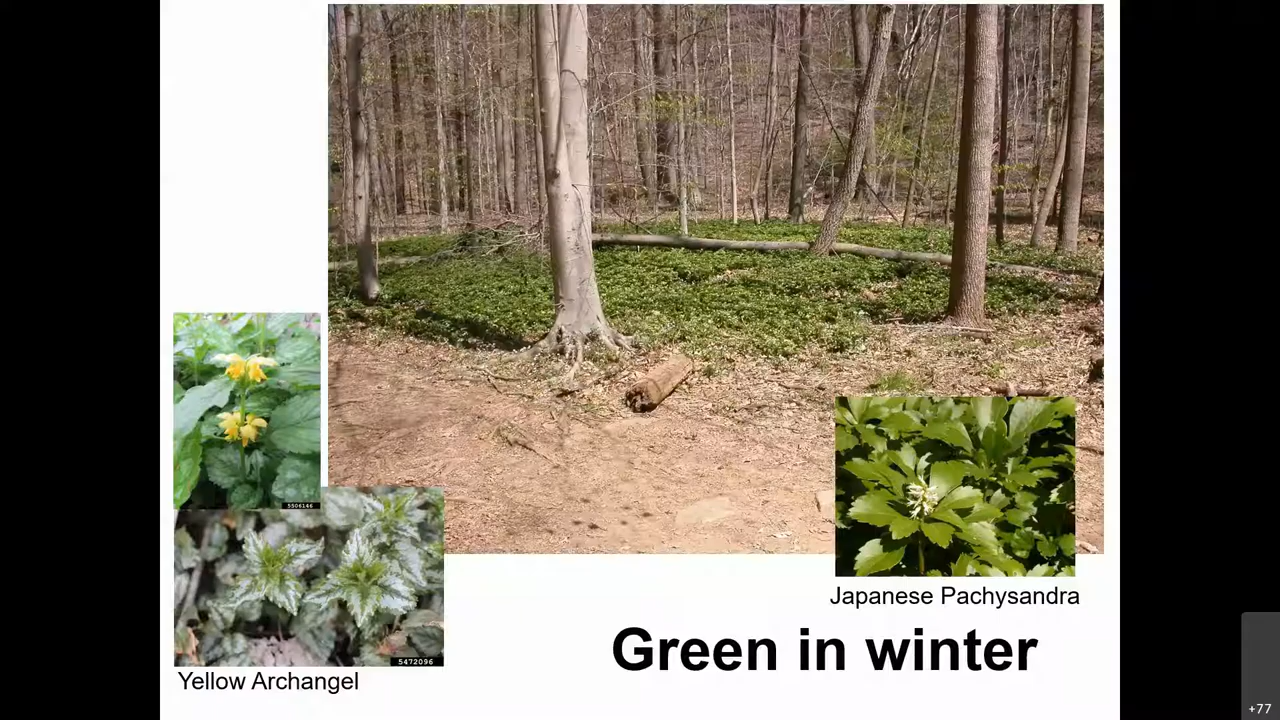 5506146
5472096
Yellow Archangel
Japanese Pachysandra
Green in winter
+77